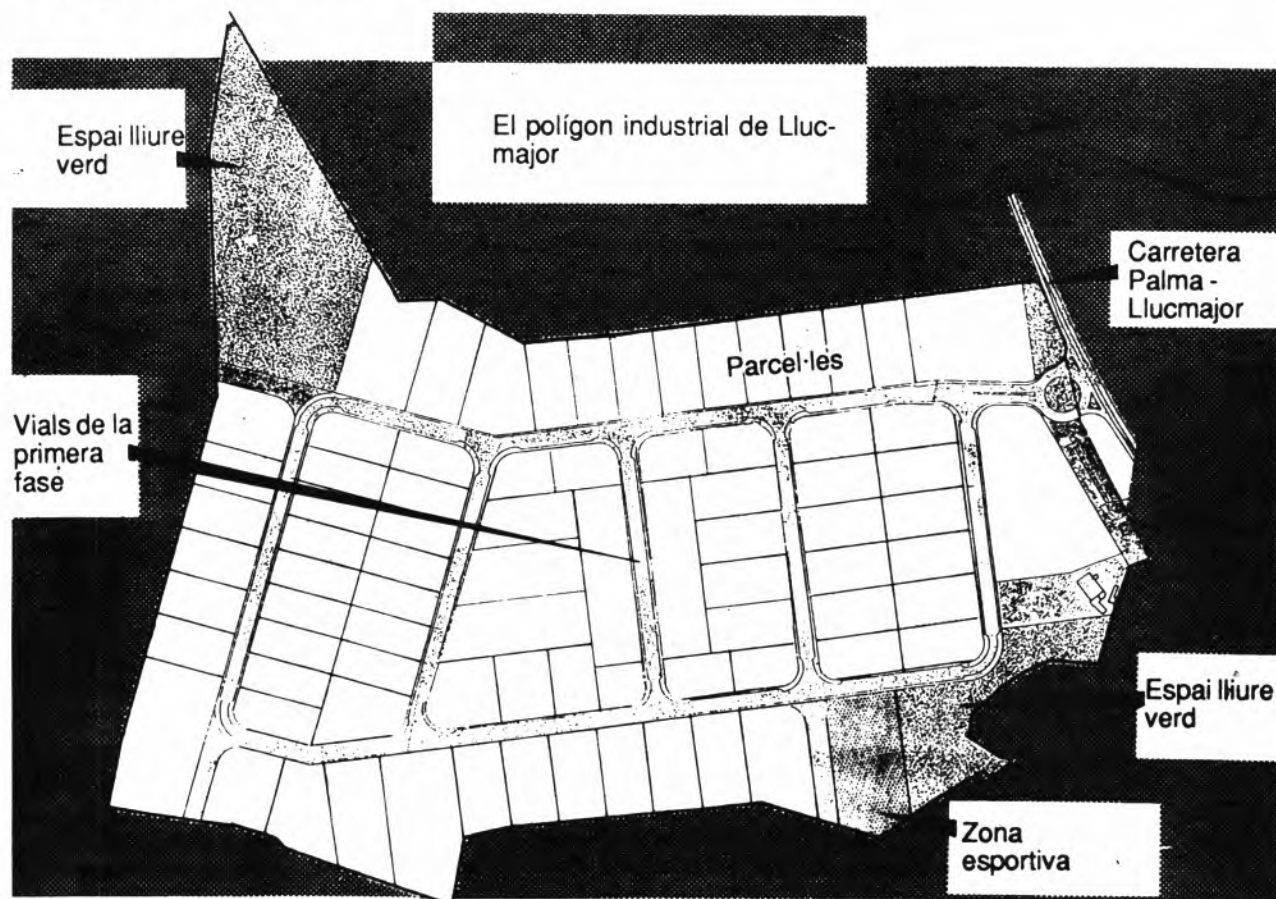 El polígon industrial de Lluc-
major
Espai lliure
verd
Carretera
Palma -
Llucmajor
Parcel·les
Vials de la
primera
fase
Espai lliure
verd
Zona
esportiva